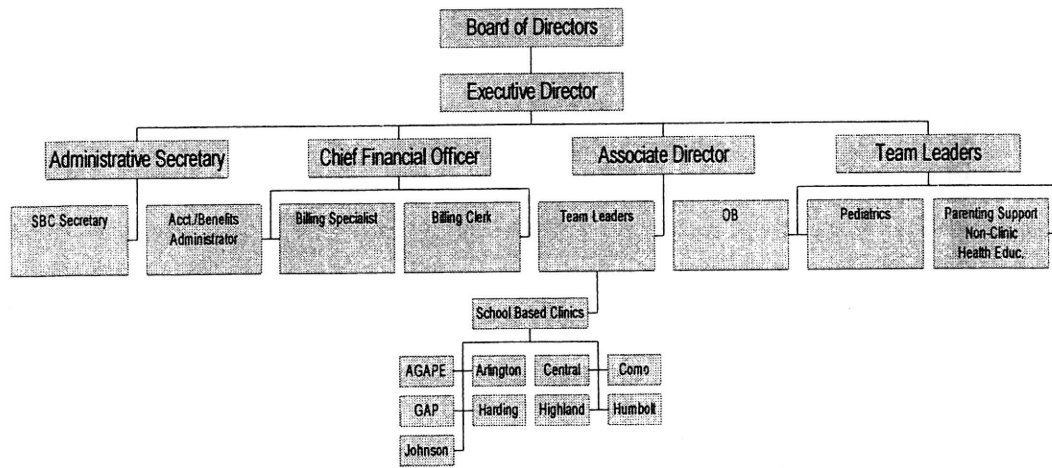 Board of Directors
Executive Director
Administrative Secretary
Chief Financial Officer
Associate Director
Team Leaders
SBC Secretary
Acct./Benefits
Administrator
Billing Specialist
Billing Clerk
Team Leaders
OB
Pediatrics
Parenting Support
Non-Clinic
Health Educ.
School Based Clinics
AGAPE
Arlington
Central
Como
GAP
Harding
Highland
Humbolt
Johnson